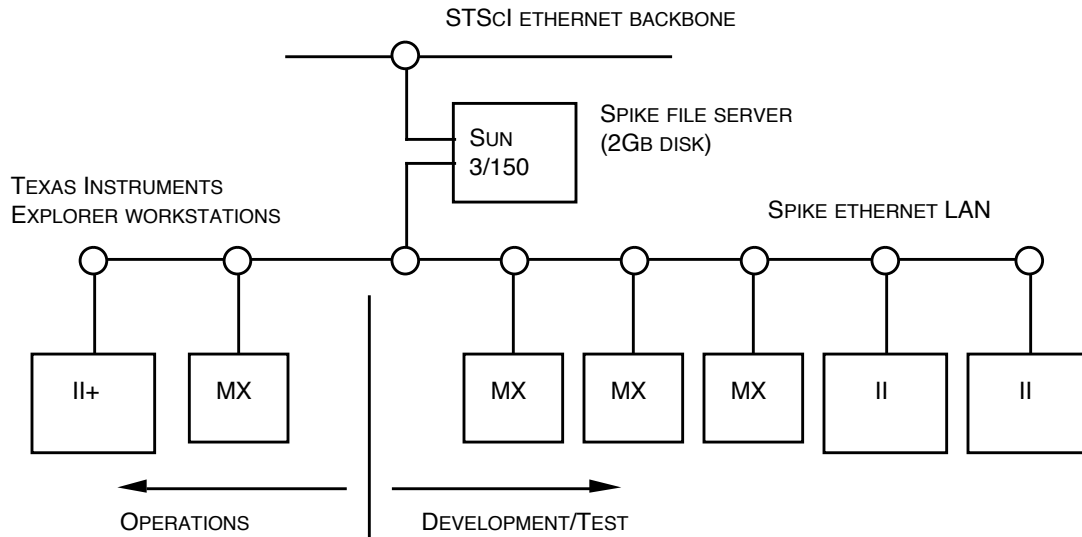 STScI ETHERNET BACKBONE
SPIKE FILE SERVER
(2GB DISK)
SUN
3/150
TEXAS INSTRUMENTS
EXPLORER WORKSTATIONS
SPIKE ETHERNET LAN
II+
MX
MX
MX
MX
II
II
OPERATIONS
DEVELOPMENT/TEST